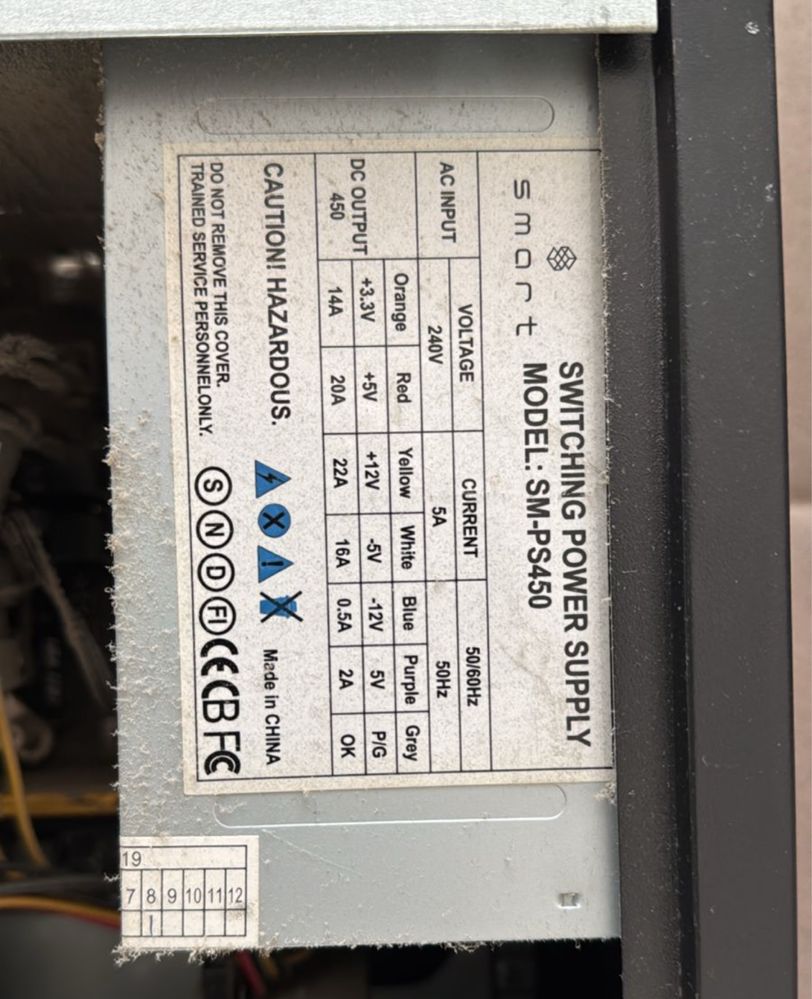 smart
SWITCHING POWER SUPPLY
MODEL: SM-PS450
AC INPUT VOLTAGE CURRENT 50/60Hz
240V 5A 50Hz
DC OUTPUT 450 Orange Red Yellow White Blue Purple Grey
+3.3V +5V +12V -5V -12V 5V P/G
14A 20A 22A 16A 0.5A 2A OK
CAUTION! HAZARDOUS.
Made in CHINA
DO NOT REMOVE THIS COVER.
TRAINED SERVICE PERSONNELONLY.
S N D FI CE CB FC
19
7 8 9 10 11 12